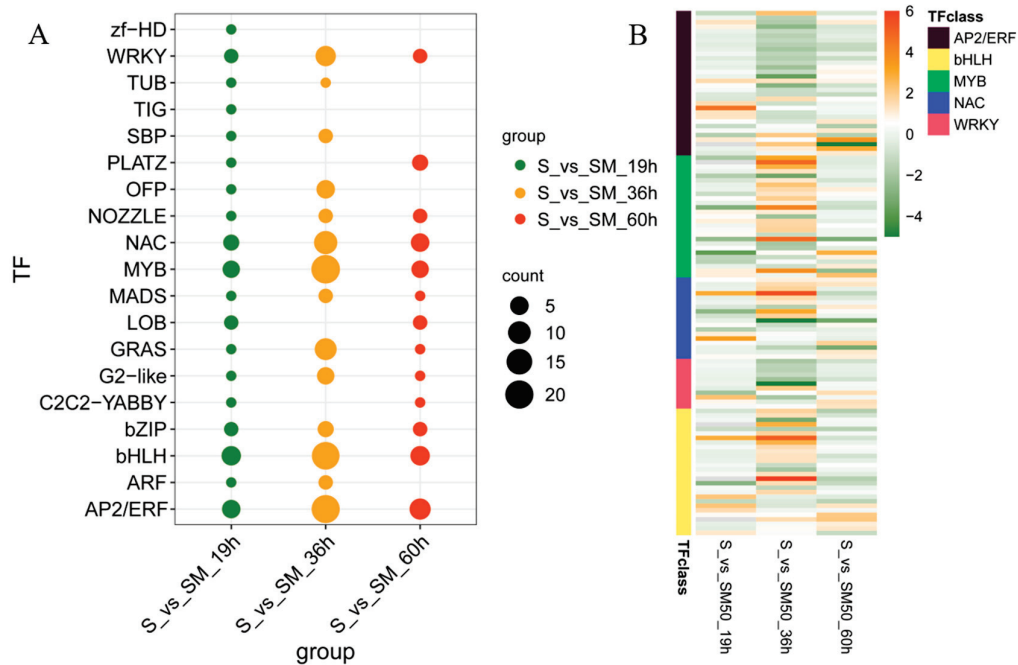 A
zf−HD
WRKY
TUB
TIG
SBP
PLATZ
OFP
NOZZLE
NAC
MYB
MADS
LOB
GRAS
G2−like
C2C2−YABBY
bZIP
bHLH
ARF
AP2/ERF
TF
S_vs_SM_19h
S_vs_SM_36h
S_vs_SM_60h
group
group
S_vs_SM_19h
S_vs_SM_36h
S_vs_SM_60h
count
5
10
15
20
B
TFclass
S_vs_SM50_19h
S_vs_SM50_36h
S_vs_SM50_60h
6
4
2
0
−2
−4
TFclass
AP2/ERF
bHLH
MYB
NAC
WRKY